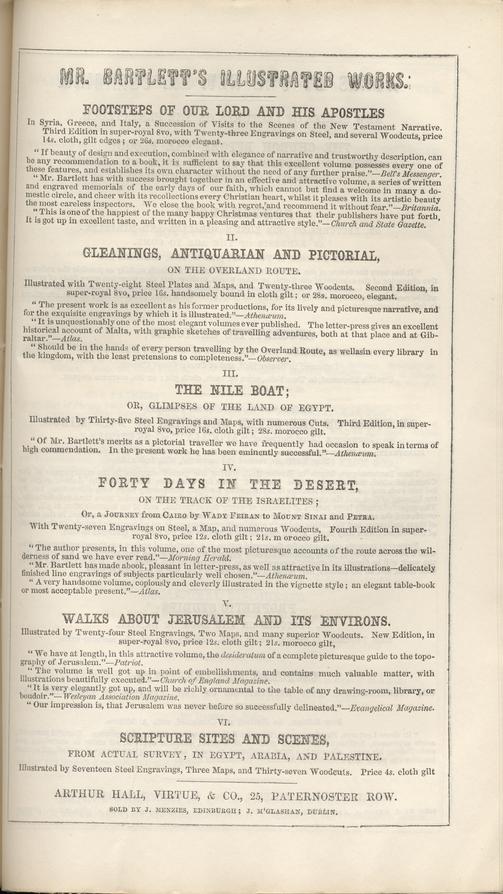 MR. BARTLETT'S ILLUSTRATED WORKS.
FOOTSTEPS OF OUR LORD AND HIS APOSTLES
In Syria, Greece, and Italy, a Succession of Visits to the Scenes of the New Testament Narrative.
Third Edition in super-royal 8vo, with Twenty-three Engravings on Steel, and several Woodcuts, price
14s. cloth, gilt edges; or 26s. morocco elegant.
"If beauty of design and execution, combined with elegance of narrative and trustworthy description, can
be any recommendation to a book, it is sufficient to say that this excellent volume possesses every one of
these features, and establishes its own character without the need of any further praise."—Bell's Messenger.
"Mr. Bartlett has with success brought together in an effective and attractive volume, a series of written
and engraved memorials of the early days of our faith, which cannot but find a welcome in many a do-
mestic circle, and cheer with its recollections every Christian heart, whilst it pleases with its artistic beauty
the most careless inspectors. We close the book with regret, and recommend it without fear."—Britannia.
"This is one of the happiest of the many happy Christmas ventures that their publishers have put forth,
It is got up in excellent taste, and written in a pleasing and attractive style."—Church and State Gazette.
II.
GLEANINGS, ANTIQUARIAN AND PICTORIAL,
ON THE OVERLAND ROUTE.
Illustrated with Twenty-eight Steel Plates and Maps, and Twenty-three Woodcuts. Second Edition, in
super-royal 8vo, price 16s. handsomely bound in cloth gilt; or 28s. morocco, elegant.
"The present work is as excellent as his former productions, for its lively and picturesque narrative, and
for the exquisite engravings by which it is illustrated."—Athenæum.
"It is unquestionably one of the most elegant volumes ever published. The letter-press gives an excellent
historical account of Malta, with graphic sketches of travelling adventures, both at that place and at Gib-
raltar."—Atlas.
"Should be in the hands of every person travelling by the Overland Route, as wellasin every library in
the kingdom, with the least pretensions to completeness."—Observer.
III.
THE NILE BOAT;
OR, GLIMPSES OF THE LAND OF EGYPT.
Illustrated by Thirty-five Steel Engravings and Maps, with numerous Cuts. Third Edition, in super-
royal 8vo, price 16s. cloth gilt; 28s. morocco gilt.
"Of Mr. Bartlett's merits as a pictorial traveller we have frequently had occasion to speak in terms of
high commendation. In the present work he has been eminently successful."—Athenæum.
IV.
FORTY DAYS IN THE DESERT,
ON THE TRACK OF THE ISRAELITES;
Or, a Journey from Cairo by Wady Feiran to Mount Sinai and Petra.
With Twenty-seven Engravings on Steel, a Map, and numerous Woodcuts, Fourth Edition in super-
royal 8vo, price 12s. cloth gilt; 21s. morocco gilt.
"The author presents, in this volume, one of the most picturesque accounts of the route across the wil-
derness of sand we have ever read."—Morning Herald.
"Mr. Bartlett has made abook, pleasant in letter-press, as well as attractive in its illustrations—delicately
finished line engravings of subjects particularly well chosen."—Athenæum.
"A very handsome volume, copiously and cleverly illustrated in the vignette style; an elegant table-book
or most acceptable present."—Atlas.
V.
WALKS ABOUT JERUSALEM AND ITS ENVIRONS.
Illustrated by Twenty-four Steel Engravings, Two Maps, and many superior Woodcuts. New Edition, in
super-royal 8vo, price 12s. cloth gilt; 21s. morocco gilt,
"We have at length, in this attractive volume, the desideratum of a complete picturesque guide to the topo-
graphy of Jerusalem."—Patriot.
"The volume is well got up in point of embellishments, and contains much valuable matter, with
illustrations beautifully executed."—Church of England Magazine.
"It is very elegantly got up, and will be richly ornamental to the table of any drawing-room, library, or
boudoir."—Wesleyan Association Magazine.
"Our impression is, that Jerusalem was never before so successfully delineated."—Evangelical Magazine.
VI.
SCRIPTURE SITES AND SCENES,
FROM ACTUAL SURVEY, IN EGYPT, ARABIA, AND PALESTINE.
Illustrated by Seventeen Steel Engravings, Three Maps, and Thirty-seven Woodcuts. Price 4s. cloth gilt
ARTHUR HALL, VIRTUE, & CO., 25, PATERNOSTER ROW.
SOLD BY J. MENZIES, EDINBURGH; J. M'GLASHAN, DUBLIN.